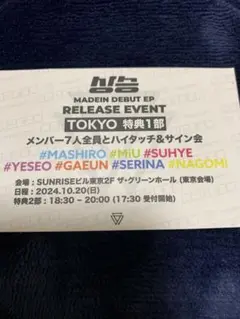 MADEIN DEBUT EP
RELEASE EVENT
TOKYO 特典1部
メンバー7人全員とハイタッチ&サイン会
#MASHIRO #MiU #SUHYE
#YESEO #GAEUN #SERINA #NAGOMI
会場：SUNRISEビル東京2F ザ・グリーンホール (東京会場)
日程：2024.10.20(日)
特典2部：18:30 ~ 20:00 (17:30 受付開始)